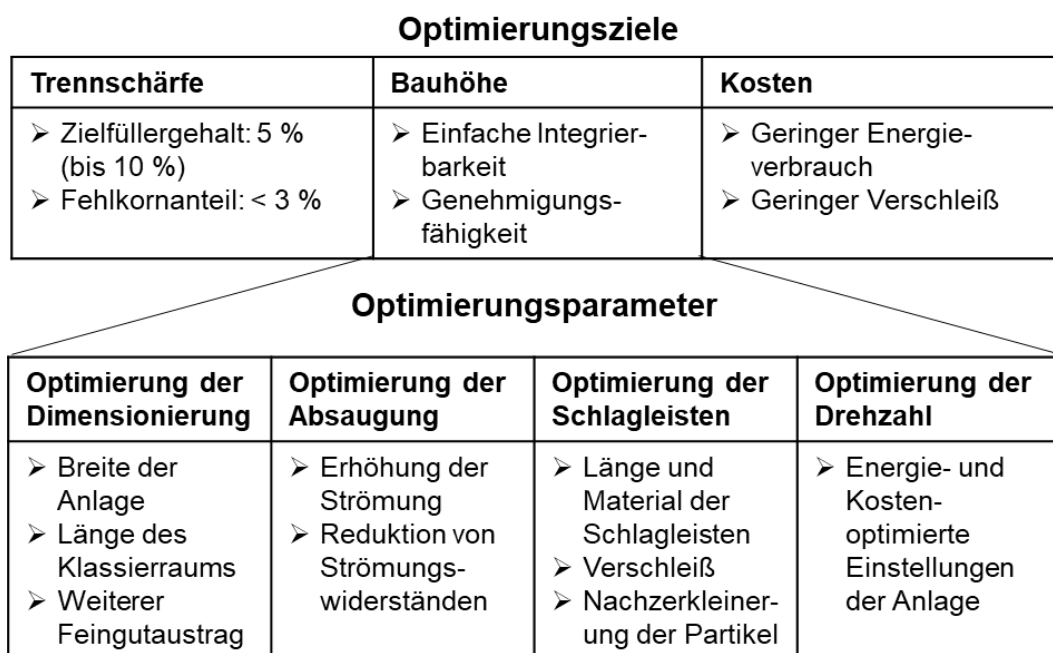 Optimierungsziele
Trennschärfe
➢ Zielfüllergehalt: 5 %
(bis 10 %)
➢ Fehlkornanteil: < 3 %
Bauhöhe
➢ Einfache Integrier-
barkeit
➢ Genehmigungs-
fähigkeit
Kosten
➢ Geringer Energie-
verbrauch
➢ Geringer Verschleiß
Optimierungsparameter
Optimierung der
Dimensionierung
➢ Breite der
Anlage
➢ Länge des
Klassierraums
➢ Weiterer
Feingutaustrag
Optimierung der
Absaugung
➢ Erhöhung der
Strömung
➢ Reduktion von
Strömungs-
widerständen
Optimierung der
Schlagleisten
➢ Länge und
Material der
Schlagleisten
➢ Verschleiß
➢ Nachzerkleiner-
ung der Partikel
Optimierung der
Drehzahl
➢ Energie- und
Kosten-
optimierte
Einstellungen
der Anlage